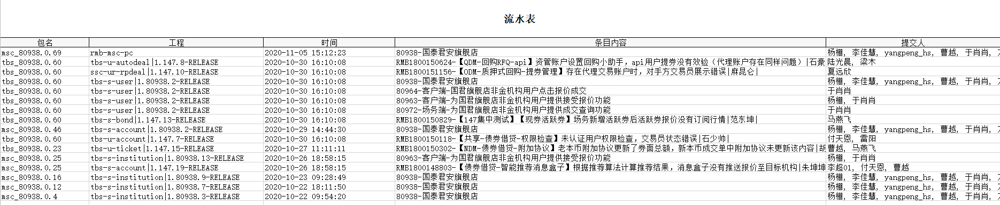 流水表
包名 工程 时间 条目内容 提交人
msc_80938.0.69 rmb-msc-pc 2020-11-05 15:12:23 80938-国泰君安旗舰店 杨棚, 李佳慧, yangpeng_hs, 曹越, 于肖肖,
tbs_80938.0.60 tbs-u-autodeal|1.147.8-RELEASE 2020-10-30 16:10:08 RMB1800150624-【QDM-回购RFQ-api】资管账户设置回购小助手，api用户提券没有效验（代理账户存在同样问题）|石豪 陆光晨, 梁木
tbs_80938.0.60 ssc-ur-rpdeal|1.147.10-RELEASE 2020-10-30 16:10:08 RMB1800151156-【ODM-质押式回购-提券管理】存在代理交易账户时，对手方交易员展示错误|麻昆仑| 夏远欣
tbs_80938.0.60 tbs-s-user|1.80938.2-RELEASE 2020-10-30 16:10:08 80938-国泰君安旗舰店 杨棚, 李佳慧, yangpeng_hs, 曹越, 于肖肖,
tbs_80938.0.60 tbs-s-user|1.80938.2-RELEASE 2020-10-30 16:10:08 80964-客户端-国君旗舰店非金机构用户点击报价成交 于肖肖
tbs_80938.0.60 tbs-s-user|1.80938.2-RELEASE 2020-10-30 16:10:08 80963-客户端-为国君旗舰店非金机构用户提供接受报价功能 杨棚, 于肖肖
tbs_80938.0.60 tbs-s-user|1.80938.2-RELEASE 2020-10-30 16:10:08 80972-场务端-为国君旗舰店非金机构用户提供成交查询功能 于肖肖
tbs_80938.0.60 tbs-s-bond|1.147.13-RELEASE 2020-10-30 16:10:08 RMB1800150829-【147集中测试】【现券活跃券】场务新增活跃券后活跃券报价没有订阅行情|范东坤| 马燕飞
msc_80938.0.46 tbs-s-account|1.80938.2-RELEASE 2020-10-29 14:44:30 80938-国泰君安旗舰店 杨棚, 李佳慧, yangpeng_hs, 曹越, 于肖肖,
tbs_80938.0.60 tbs-u-account|1.147.7-RELEASE 2020-10-30 16:10:08 RMB1800150118-【共享-债券借贷-权限检查】未认证用户权限检查，交易员状态错误|石少帅| 付天恩, 雷阳
tbs_80938.0.23 tbs-u-ticket|1.147.15-RELEASE 2020-10-27 11:11:11 RMB1800150302-【NDM-债券借贷-附加协议】老本币附加协议更新了券面总额，新本币成交单中附加协议未更新该内容|胡 曹越, 马燕飞
msc_80938.0.25 tbs-s-institution|1.80938.13-RELEASE 2020-10-26 18:58:15 80963-客户端-为国君旗舰店非金机构用户提供接受报价功能 杨棚, 于肖肖
msc_80938.0.25 tbs-s-account|1.147.19-RELEASE 2020-10-26 18:58:15 RMB1800148803-【债券借贷-智能推荐消息盒子】根据推荐算法计算推荐结果，消息盒子没有推送报价至目标机构|朱坤坤 李超01, 付天恩, 曹越
msc_80938.0.16 tbs-s-institution|1.80938.9-RELEASE 2020-10-23 09:28:49 80938-国泰君安旗舰店 杨棚, 李佳慧, yangpeng_hs, 曹越, 于肖肖,
msc_80938.0.12 tbs-s-institution|1.80938.7-RELEASE 2020-10-22 18:11:50 80938-国泰君安旗舰店 杨棚, 李佳慧, yangpeng_hs, 曹越, 于肖肖,
msc_80938.0.4 tbs-s-institution|1.80938.3-RELEASE 2020-10-22 09:54:20 80938-国泰君安旗舰店 杨棚, 李佳慧, yangpeng_hs, 曹越, 于肖肖,